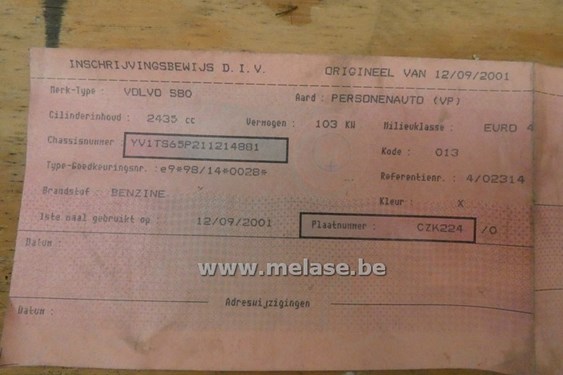 INSCHRIJVINGSBEWIJS D.I.V. ORIGINEEL VAN 12/09/2001
Merk-Type : VOLVO S80 Aard : PERSONENAUTO (VP)
Cilinderinhoud : 2435 cc Vermogen : 103 KW Milieuklasse : EURO 4
Chassisnummer YV1TS65P211214881 Kode : 013
Type-Goedkeuringsnr. : e9*98/14*0028* Referentienr. : 4/02314
Brandstof : BENZINE Kleur : X
1ste maal gebruikt op : 12/09/2001 Plaatnummer : CZK224 /0
Datum :
www.melase.be
Adreswijzigingen
Datum :